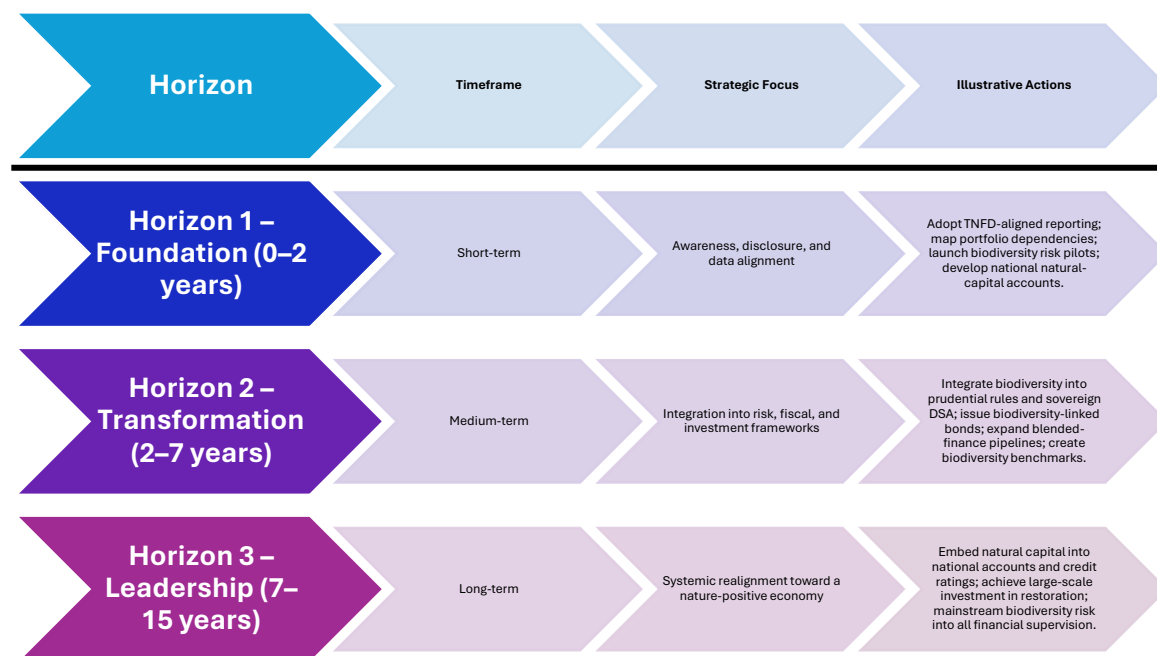 Horizon
Timeframe
Strategic Focus
Illustrative Actions
Horizon 1 –
Foundation (0–2
years)
Short-term
Awareness, disclosure, and
data alignment
Adopt TNFD-aligned reporting;
map portfolio dependencies;
launch biodiversity risk pilots;
develop national natural-
capital accounts.
Horizon 2 –
Transformation
(2–7 years)
Medium-term
Integration into risk, fiscal, and
investment frameworks
Integrate biodiversity into
prudential rules and sovereign
DSA; issue biodiversity-linked
bonds; expand blended-
finance pipelines; create
biodiversity benchmarks.
Horizon 3 –
Leadership (7–
15 years)
Long-term
Systemic realignment toward a
nature-positive economy
Embed natural capital into
national accounts and credit
ratings; achieve large-scale
investment in restoration;
mainstream biodiversity risk
into all financial supervision.